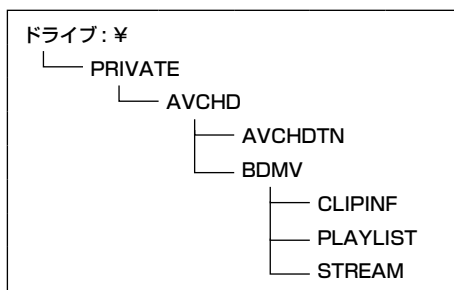 ドライブ : ¥
PRIVATE
AVCHD
AVCHDTN
BDMV
CLIPINF
PLAYLIST
STREAM